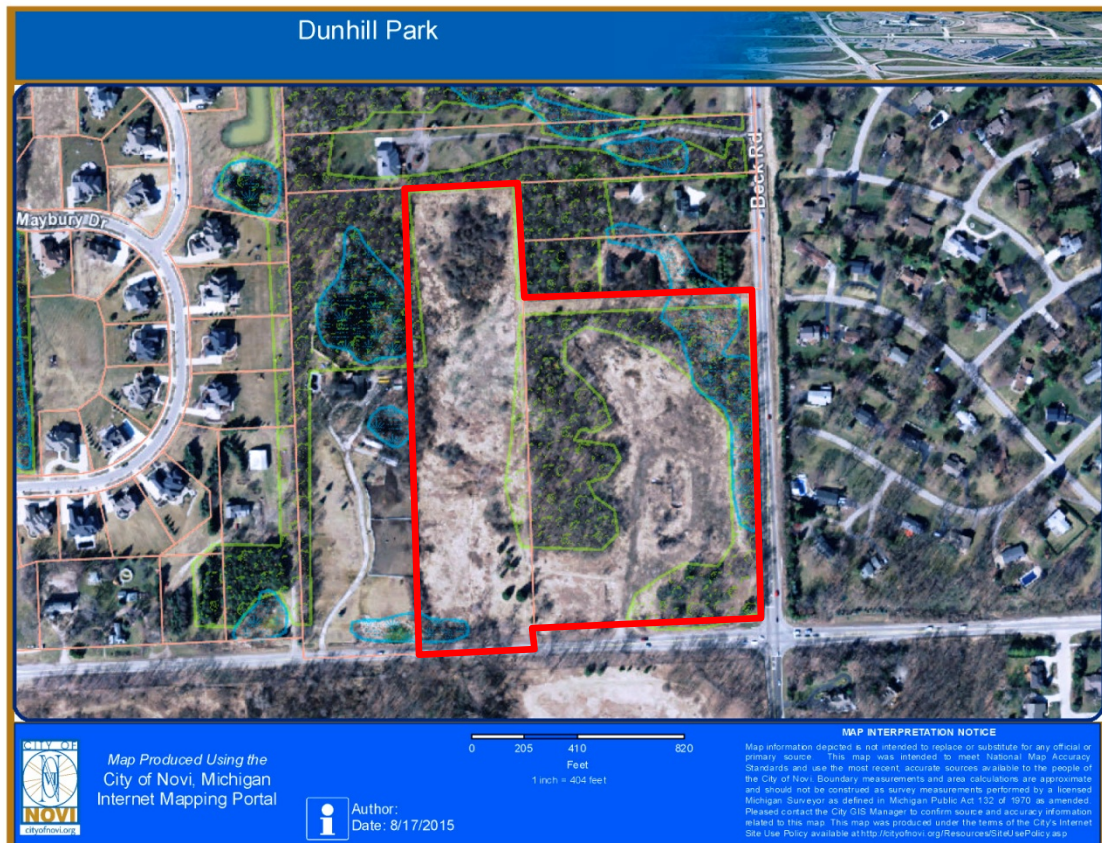 Dunhill Park
Maybury Dr
Beck Rd
CITY OF
NOVI
cityofnovi.org
Map Produced Using the
City of Novi, Michigan
Internet Mapping Portal
0 205 410 820
Feet
1 inch = 404 feet
i
Author:
Date: 8/17/2015
MAP INTERPRETATION NOTICE
Map information depicted is not intended to replace or substitute for any official or
primary source. This map was intended to meet National Map Accuracy
Standards and use the most recent, accurate sources available to the people of
the City of Novi. Boundary measurements and area calculations are approximate
and should not be construed as survey measurements performed by a licensed
Michigan Surveyor as defined in Michigan Public Act 132 of 1970 as amended.
Pleased contact the City GIS Manager to confirm source and accuracy information
related to this map. This map was produced under the terms of the City's Internet
Site Use Policy available at http://cityofnovi.org/Resources/SiteUsePolicy.asp